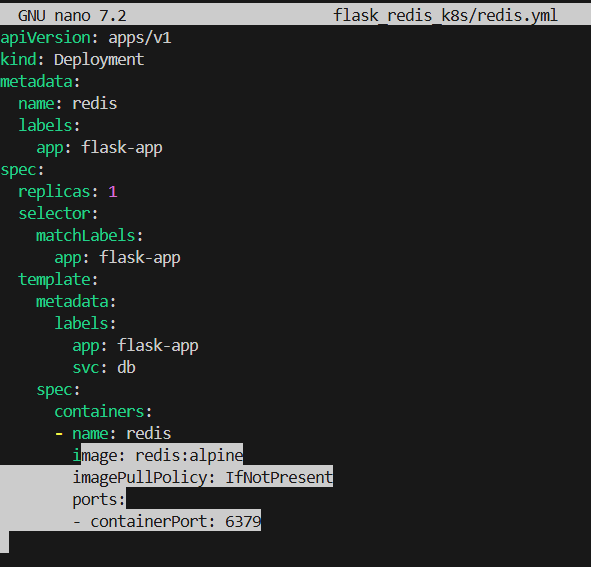 GNU nano 7.2 flask_redis_k8s/redis.yml
apiVersion: apps/v1
kind: Deployment
metadata:
  name: redis
  labels:
    app: flask-app
spec:
  replicas: 1
  selector:
    matchLabels:
      app: flask-app
  template:
    metadata:
      labels:
        app: flask-app
        svc: db
    spec:
      containers:
      - name: redis
        image: redis:alpine
        imagePullPolicy: IfNotPresent
        ports:
        - containerPort: 6379